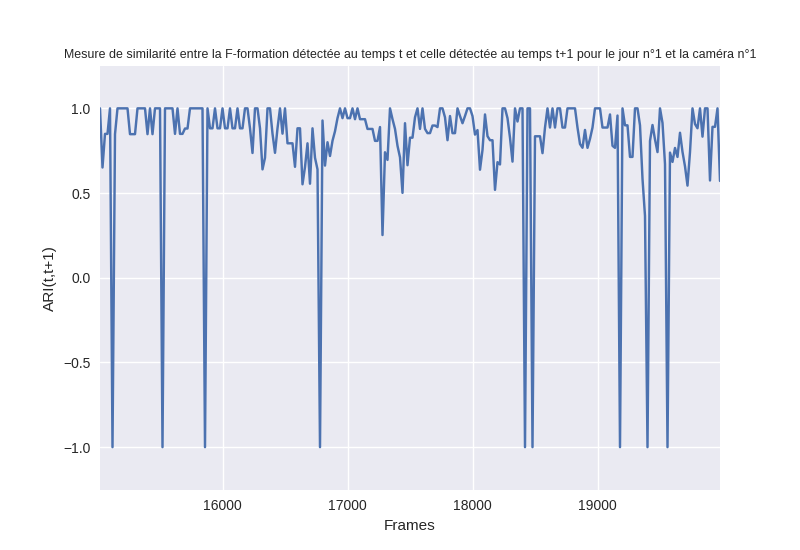 Mesure de similarité entre la F-formation détectée au temps t et celle détectée au temps t+1 pour le jour n°1 et la caméra n°1
1.0
0.5
0.0
−0.5
−1.0
ARI(t,t+1)
16000 17000 18000 19000
Frames